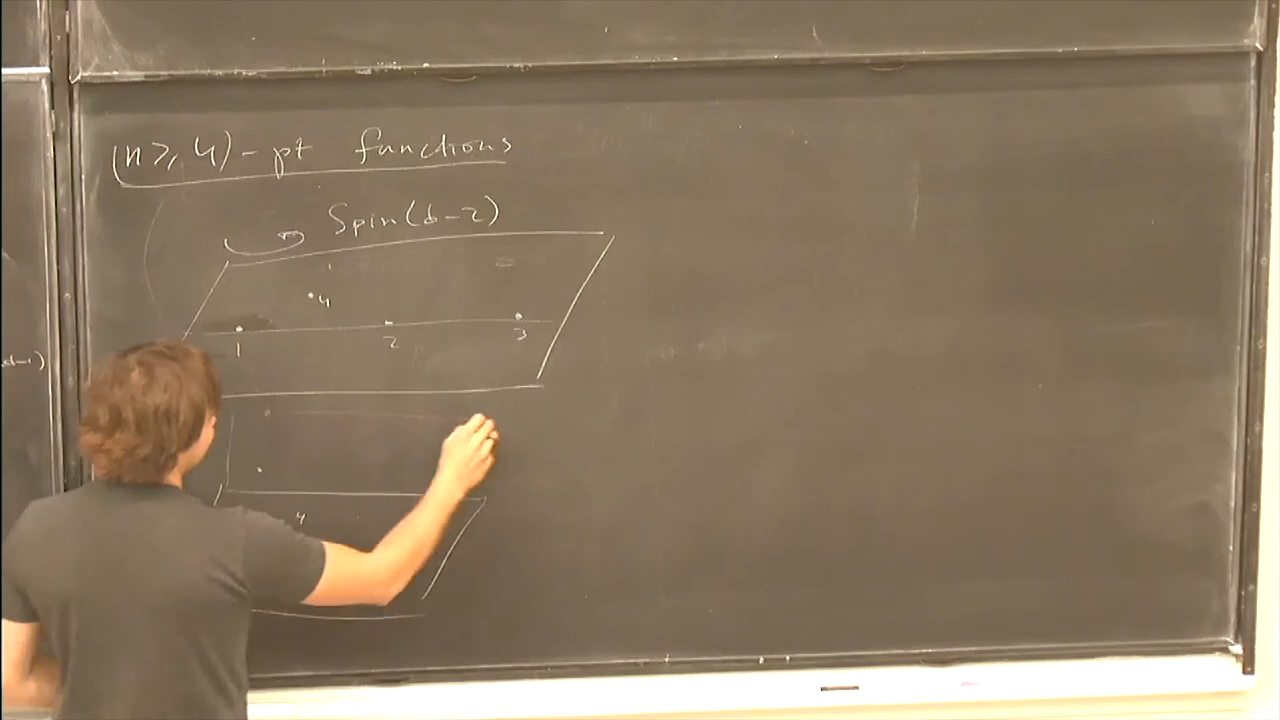 (n ≥ 4) - pt functions
Spin(d-2)
4
1 2 3
4